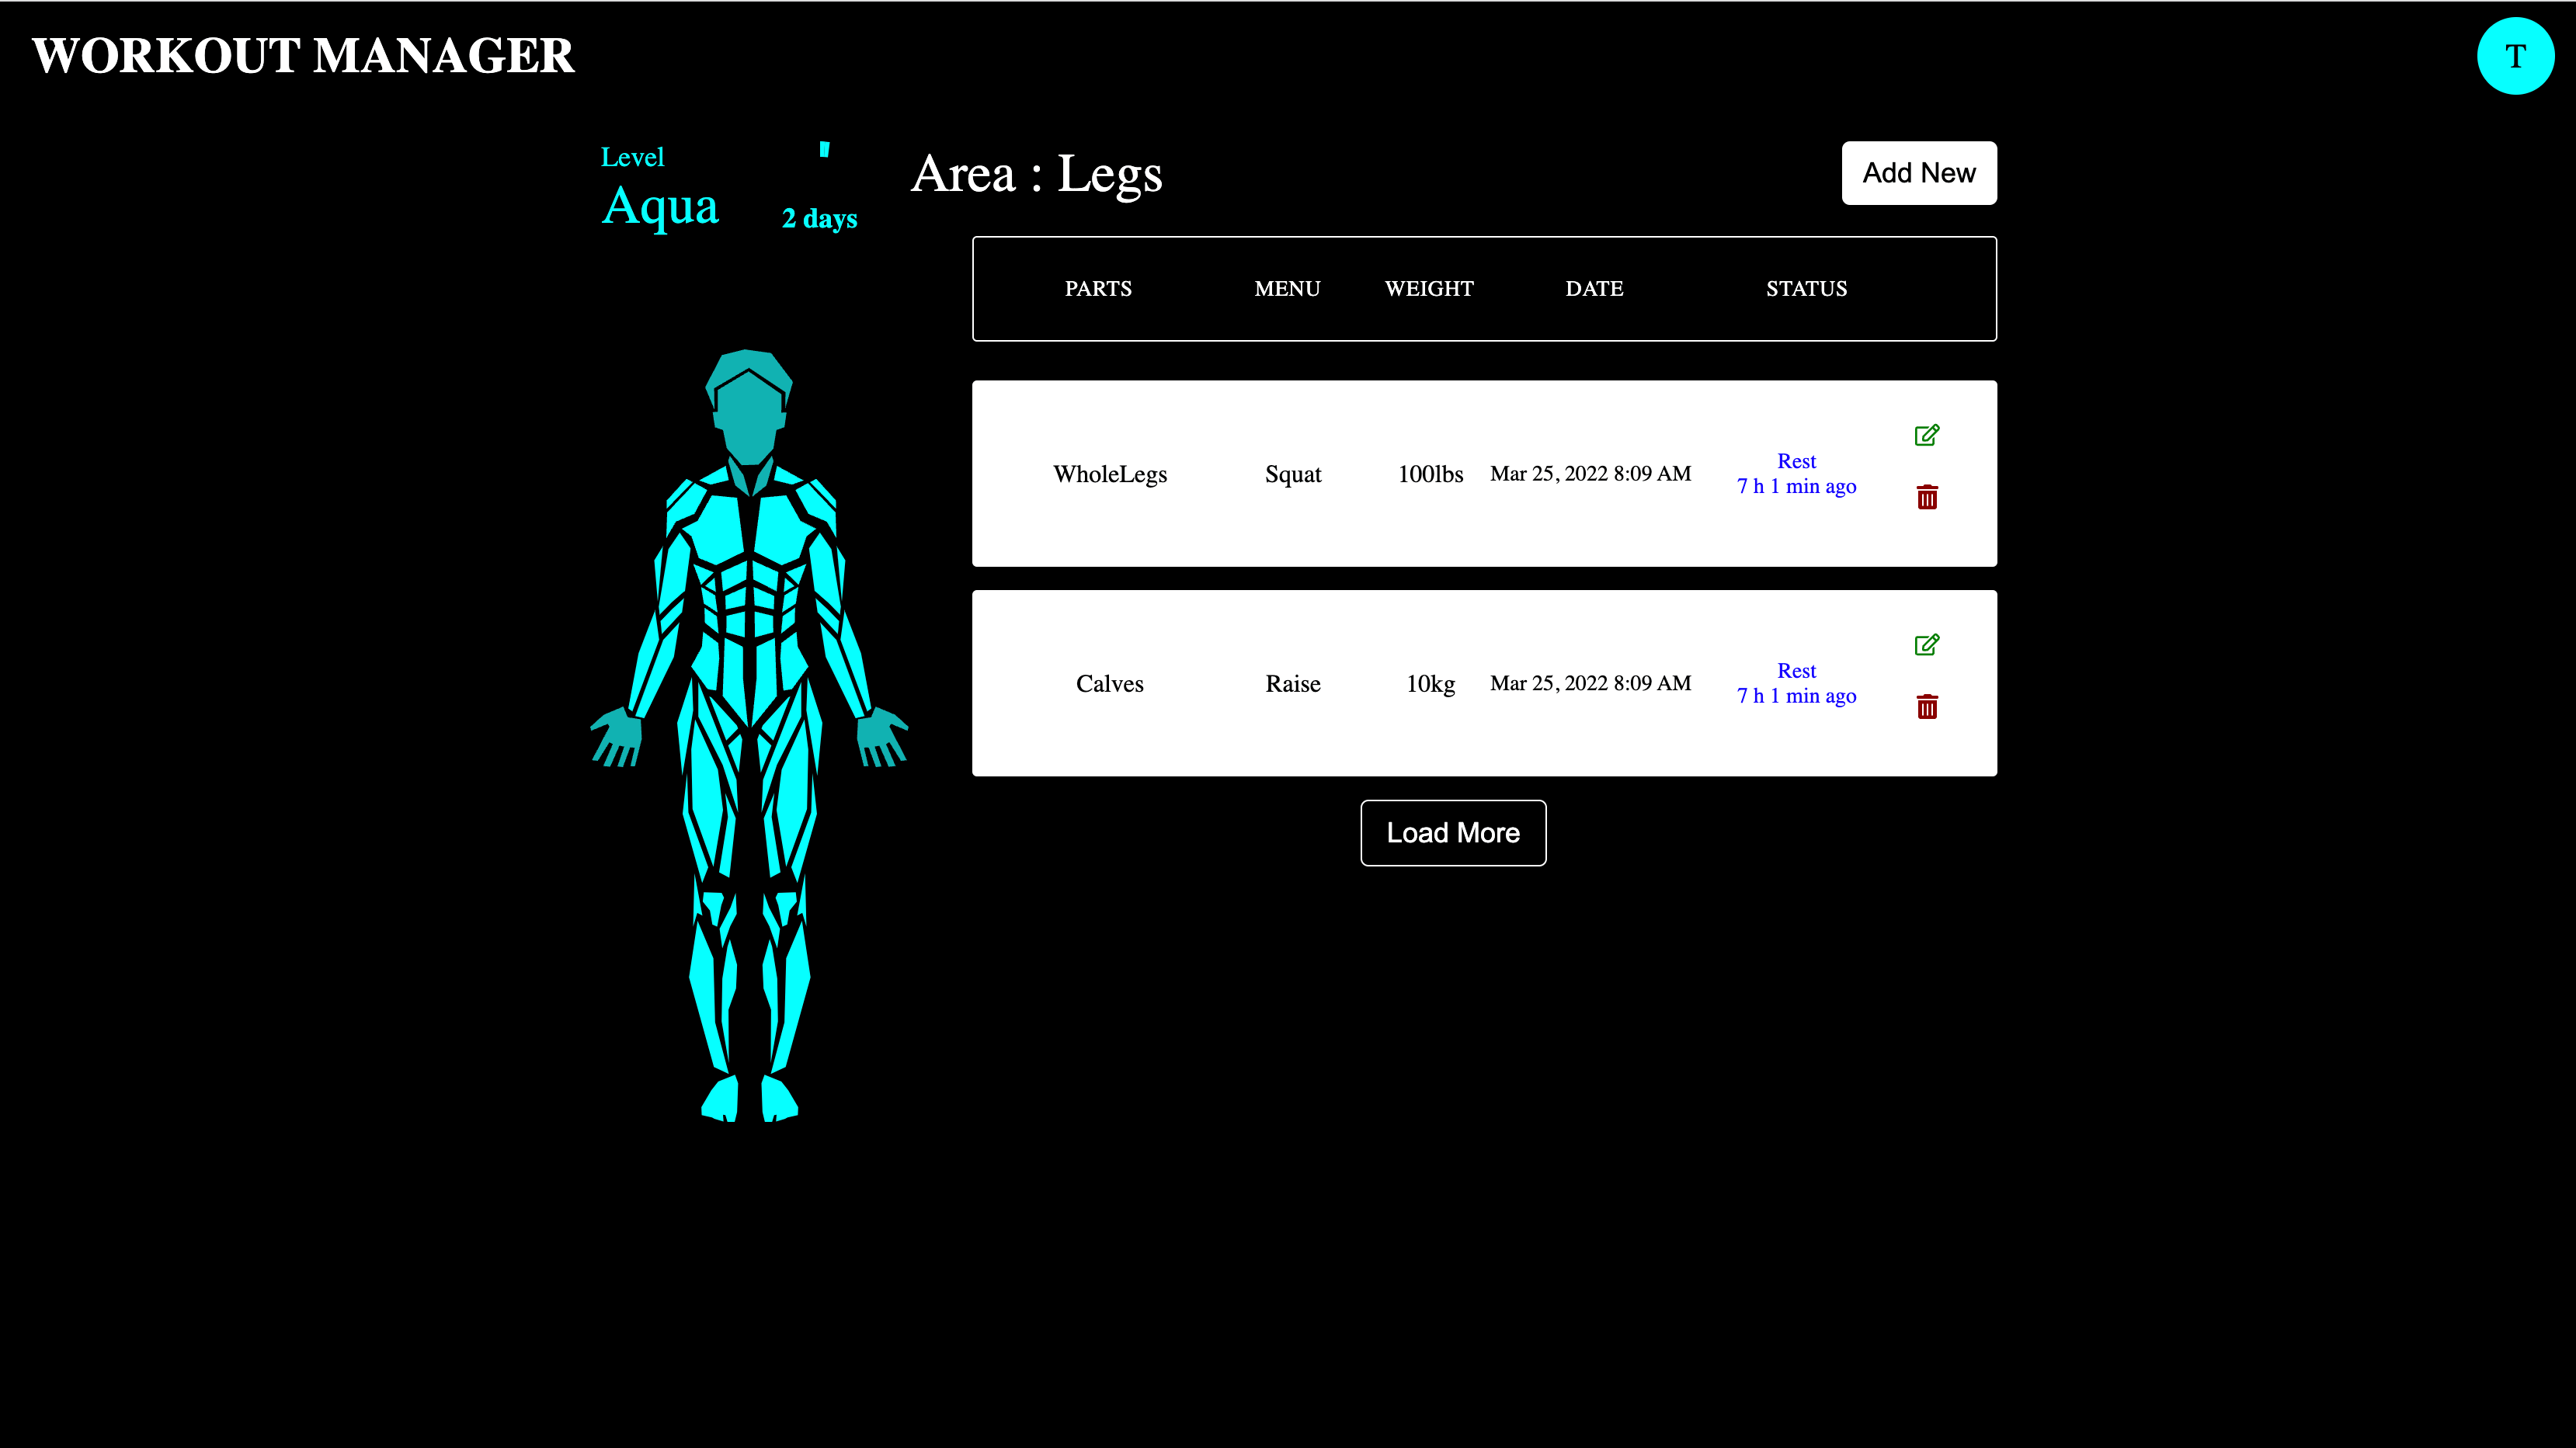 WORKOUT MANAGER
T
Level
Aqua
2 days
Area : Legs
Add New
PARTS MENU WEIGHT DATE STATUS
WholeLegs Squat 100lbs Mar 25, 2022 8:09 AM Rest
7 h 1 min ago
Calves Raise 10kg Mar 25, 2022 8:09 AM Rest
7 h 1 min ago
Load More